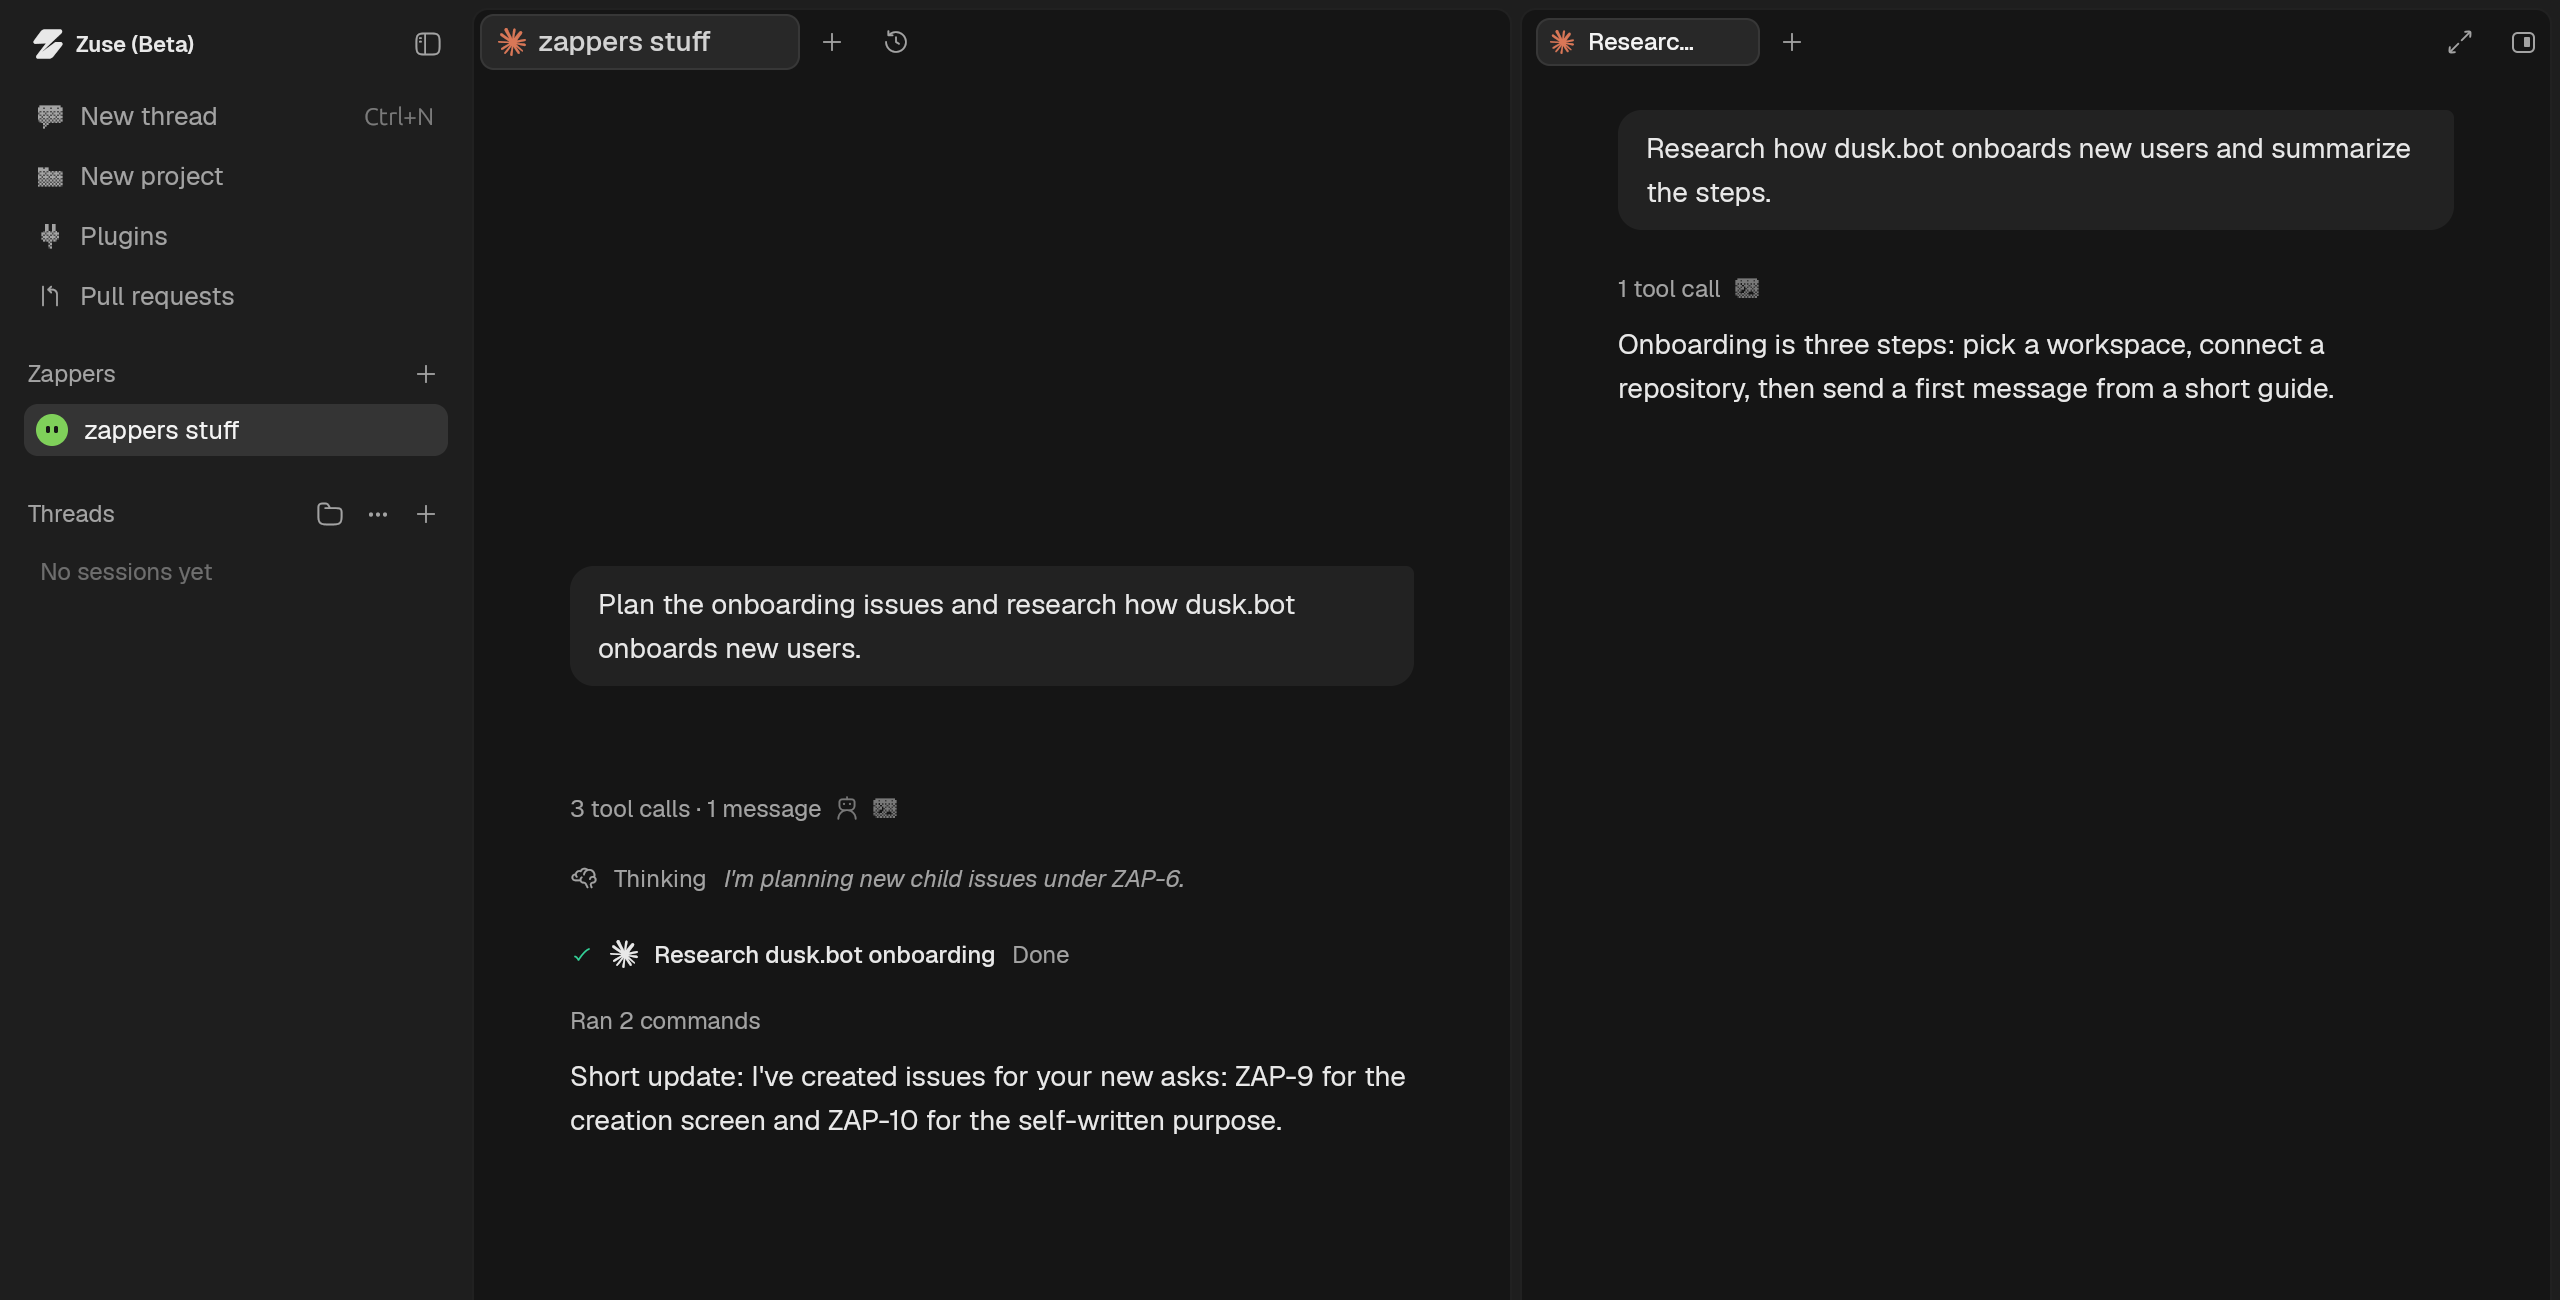 Zuse (Beta)
New thread Ctrl+N
New project
Plugins
Pull requests
Zappers
zappers stuff
Threads
No sessions yet
zappers stuff
Plan the onboarding issues and research how dusk.bot
onboards new users.
3 tool calls · 1 message
Thinking I'm planning new child issues under ZAP-6.
Research dusk.bot onboarding Done
Ran 2 commands
Short update: I've created issues for your new asks: ZAP-9 for the
creation screen and ZAP-10 for the self-written purpose.
Researc...
Research how dusk.bot onboards new users and summarize
the steps.
1 tool call
Onboarding is three steps: pick a workspace, connect a
repository, then send a first message from a short guide.